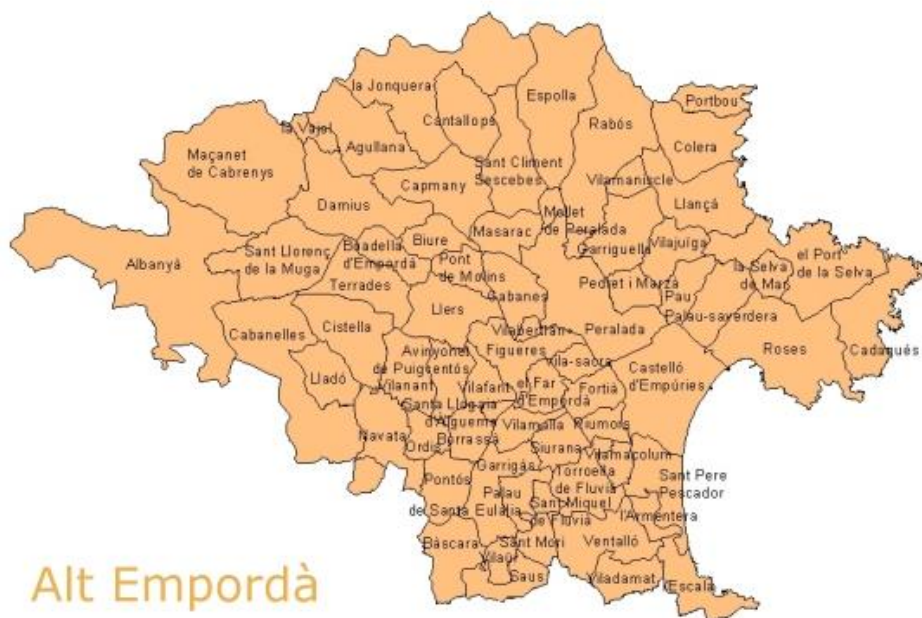 la Jonquera
Espolla
Portbou
Cantallops
Rabós
la Vajol
Agullana
Colera
Maçanet
de Cabrenys
Sant Climent
Sescebes
Capmany
Vilamaniscle
Damius
Llançà
Mollet
de Peralada
Masarac
Biure
Vilajuïga
Garriguella
Albanyà
Sant Llorenç
de la Muga
Boadella
d'Empordà
Pont
de Molins
el Port
de la Selva
la Selva
de Mar
Terrades
Cabanes
Pedret i Marzà
Pau
Llers
Palau-saverdera
Cabanelles
Cistella
Vilabertran
Peralada
Figueres
Roses
Cadaqués
Avinyonet
de Puigsentós
Vila-saora
Castelló
d'Empúries
Lladó
Vilanant
Vilafant
el Far
d'Empordà
Fortià
Santa Llogaia
d'Alguema
Vilamalla
Riumors
Navata
Ordis
Borrassà
Siurana
Vilamacolum
Garrigàs
Torroella
de Fluvià
Sant Pere
Pescador
Pontós
Palau
de Santa Eulàlia
Sant Miquel
de Fluvià
l'Armentera
Bàscara
Sant Mori
Ventalló
Vilaür
Saus
Viladamat
Escala
Alt Empordà